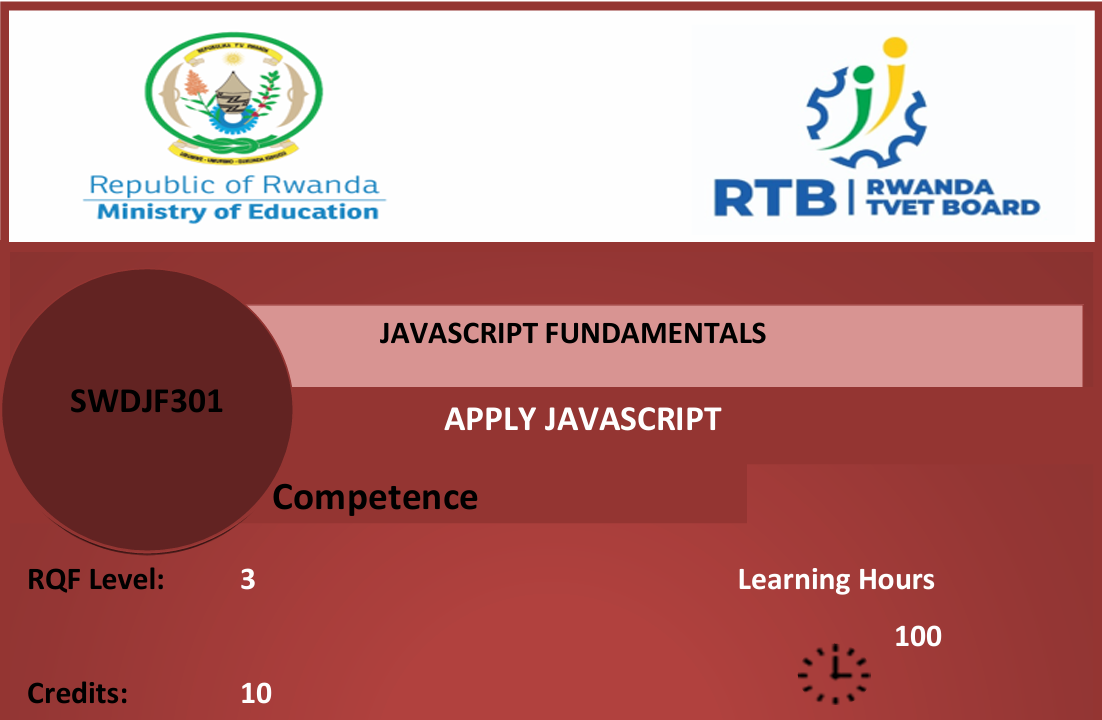 REPUBULIKA Y'U RWANDA
Republic of Rwanda
Ministry of Education
RTB | RWANDA
TVET BOARD
JAVASCRIPT FUNDAMENTALS
SWDJF301
APPLY JAVASCRIPT
Competence
RQF Level: 3 Learning Hours
100
Credits: 10